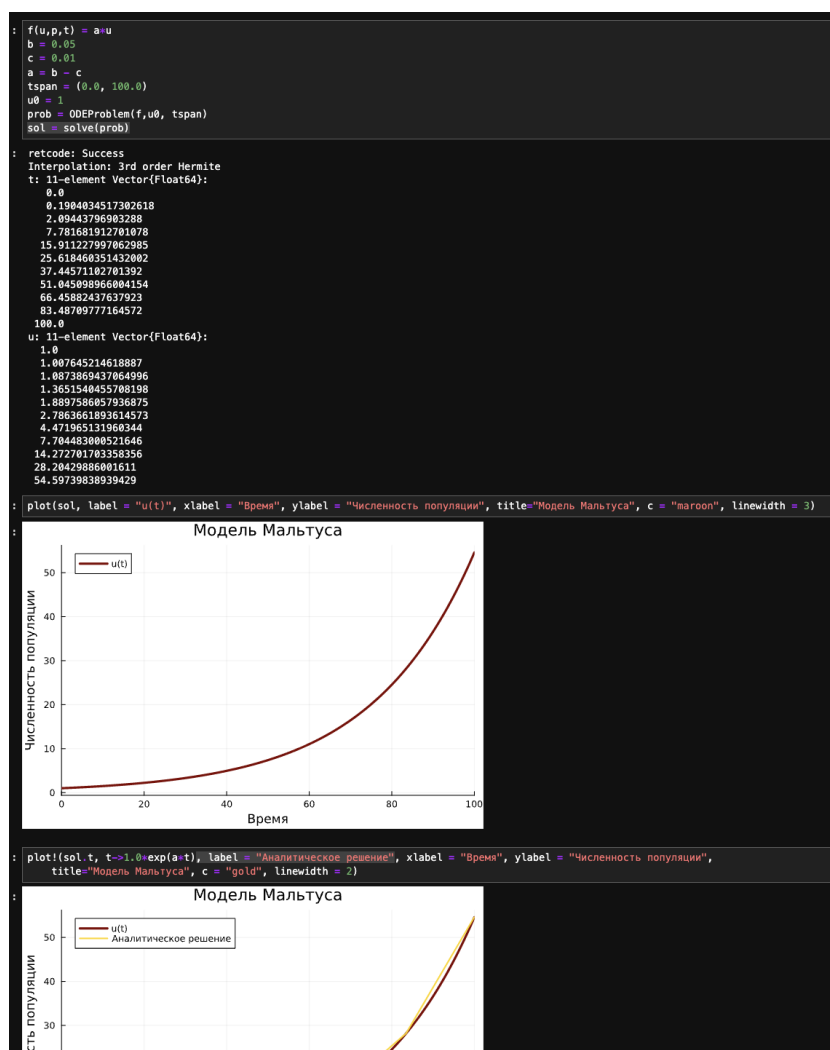 : f(u,p,t) = a*u
b = 0.05
c = 0.01
a = b - c
tspan = (0.0, 100.0)
u0 = 1
prob = ODEProblem(f,u0, tspan)
sol = solve(prob)
: retcode: Success
Interpolation: 3rd order Hermite
t: 11-element Vector{Float64}:
0.0
0.1904034517302618
2.09443796903288
7.781681912701078
15.911227997062985
25.618460351432002
37.44571102701392
51.045098966004154
66.45882437637923
83.48709777164572
100.0
u: 11-element Vector{Float64}:
1.0
1.007645214618887
1.0873869437064996
1.3651540455708198
1.8897586057936875
2.7863661893614573
4.471965131960344
7.704483000521646
14.272701703358356
28.20429886001611
54.59739838939429
: plot(sol, label = "u(t)", xlabel = "Время", ylabel = "Численность популяции", title="Модель Мальтуса", c = "maroon", linewidth = 3)
:
Модель Мальтуса
u(t)
50
40
30
20
10
0
Численность популяции
0 20 40 60 80 100
Время
: plot!(sol.t, t->1.0*exp(a*t), label = "Аналитическое решение", xlabel = "Время", ylabel = "Численность популяции",
title="Модель Мальтуса", c = "gold", linewidth = 2)
:
Модель Мальтуса
u(t)
Аналитическое решение
50
40
30
сть популяции